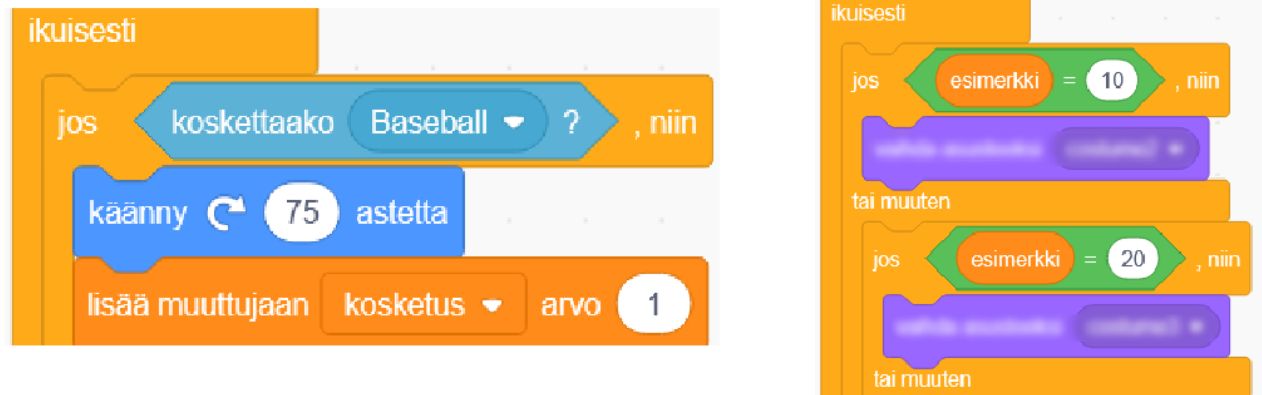 ikuisesti
jos koskettaako Baseball ? , niin
käänny 75 astetta
lisää muuttujaan kosketus arvo 1
ikuisesti
jos esimerkki = 10 , niin
tai muuten
jos esimerkki = 20 , niin
tai muuten